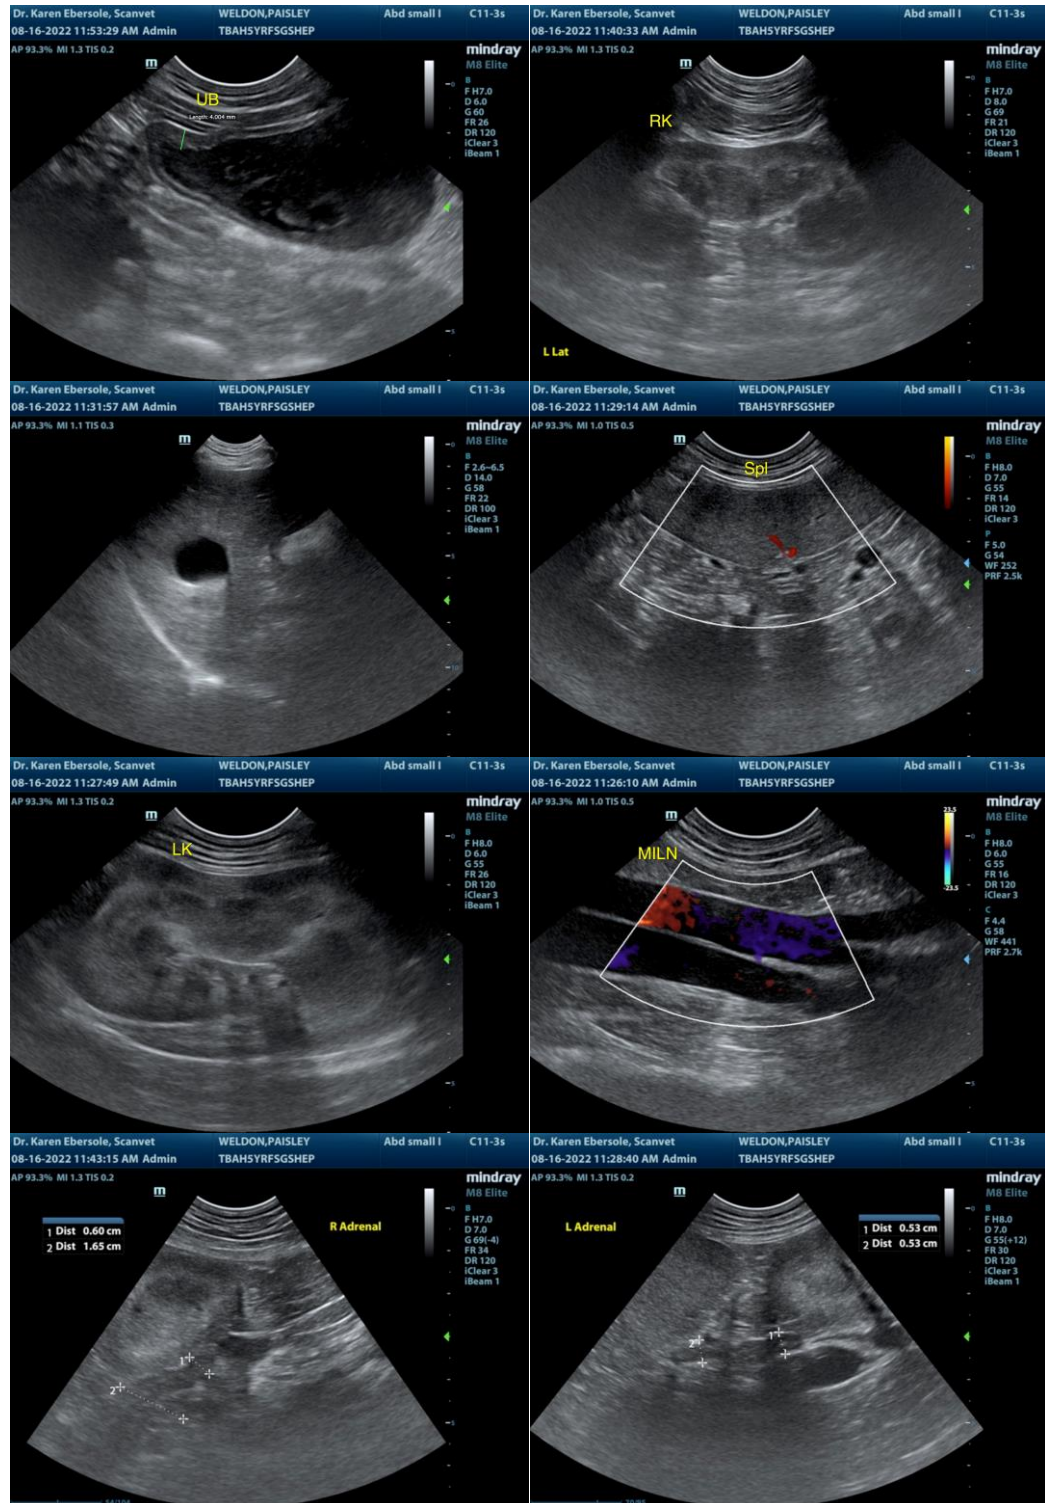 Dr. Karen Ebersole, Scanvet WELDON,PAISLEY Abd small I C11-3s
08-16-2022 11:53:29 AM Admin TBAH5YRFSGSHEP
AP 93.3% MI 1.3 TIS 0.2
mindray
M8 Elite
m
UB
Length: 4.004 mm
B
F H7.0
D 6.0
G 60
FR 26
DR 120
iClear 3
iBeam 1
0
5
Dr. Karen Ebersole, Scanvet WELDON,PAISLEY Abd small I C11-3s
08-16-2022 11:40:33 AM Admin TBAH5YRFSGSHEP
AP 93.3% MI 1.3 TIS 0.2
mindray
M8 Elite
m
RK
B
F H7.0
D 8.0
G 69
FR 21
DR 120
iClear 3
iBeam 1
0
L Lat
Dr. Karen Ebersole, Scanvet WELDON,PAISLEY Abd small I C11-3s
08-16-2022 11:31:57 AM Admin TBAH5YRFSGSHEP
AP 93.3% MI 1.1 TIS 0.3
mindray
M8 Elite
m
B
F 2.6-6.5
D 14.0
G 58
FR 22
DR 100
iClear 3
iBeam 1
0
5
10
Dr. Karen Ebersole, Scanvet WELDON,PAISLEY Abd small I C11-3s
08-16-2022 11:29:14 AM Admin TBAH5YRFSGSHEP
AP 93.3% MI 1.0 TIS 0.5
mindray
M8 Elite
m
Spl
B
F H8.0
D 7.0
G 55
FR 14
DR 120
iClear 3
P
F 5.0
G 54
WF 252
PRF 2.5k
0
Dr. Karen Ebersole, Scanvet WELDON,PAISLEY Abd small I C11-3s
08-16-2022 11:27:49 AM Admin TBAH5YRFSGSHEP
AP 93.3% MI 1.3 TIS 0.2
mindray
M8 Elite
m
LK
B
F H8.0
D 6.0
G 55
FR 26
DR 120
iClear 3
iBeam 1
0
5
Dr. Karen Ebersole, Scanvet WELDON,PAISLEY Abd small I C11-3s
08-16-2022 11:26:10 AM Admin TBAH5YRFSGSHEP
AP 93.3% MI 1.0 TIS 0.5
mindray
M8 Elite
m
MILN
23.5
-23.5
B
F H8.0
D 6.0
G 55
FR 16
DR 120
iClear 3
C
F 4.4
G 58
WF 441
PRF 2.7k
0
5
Dr. Karen Ebersole, Scanvet WELDON,PAISLEY Abd small I C11-3s
08-16-2022 11:43:15 AM Admin TBAH5YRFSGSHEP
AP 93.3% MI 1.3 TIS 0.2
mindray
M8 Elite
m
1 Dist 0.60 cm
2 Dist 1.65 cm
R Adrenal
B
F H7.0
D 7.0
G 69(-4)
FR 34
DR 120
iClear 3
iBeam 1
0
1
2
5
Dr. Karen Ebersole, Scanvet WELDON,PAISLEY Abd small I C11-3s
08-16-2022 11:28:40 AM Admin TBAH5YRFSGSHEP
AP 93.3% MI 1.3 TIS 0.2
mindray
M8 Elite
m
L Adrenal
1 Dist 0.53 cm
2 Dist 0.53 cm
B
F H8.0
D 7.0
G 55(+12)
FR 30
DR 120
iClear 3
iBeam 1
0
1
2
5